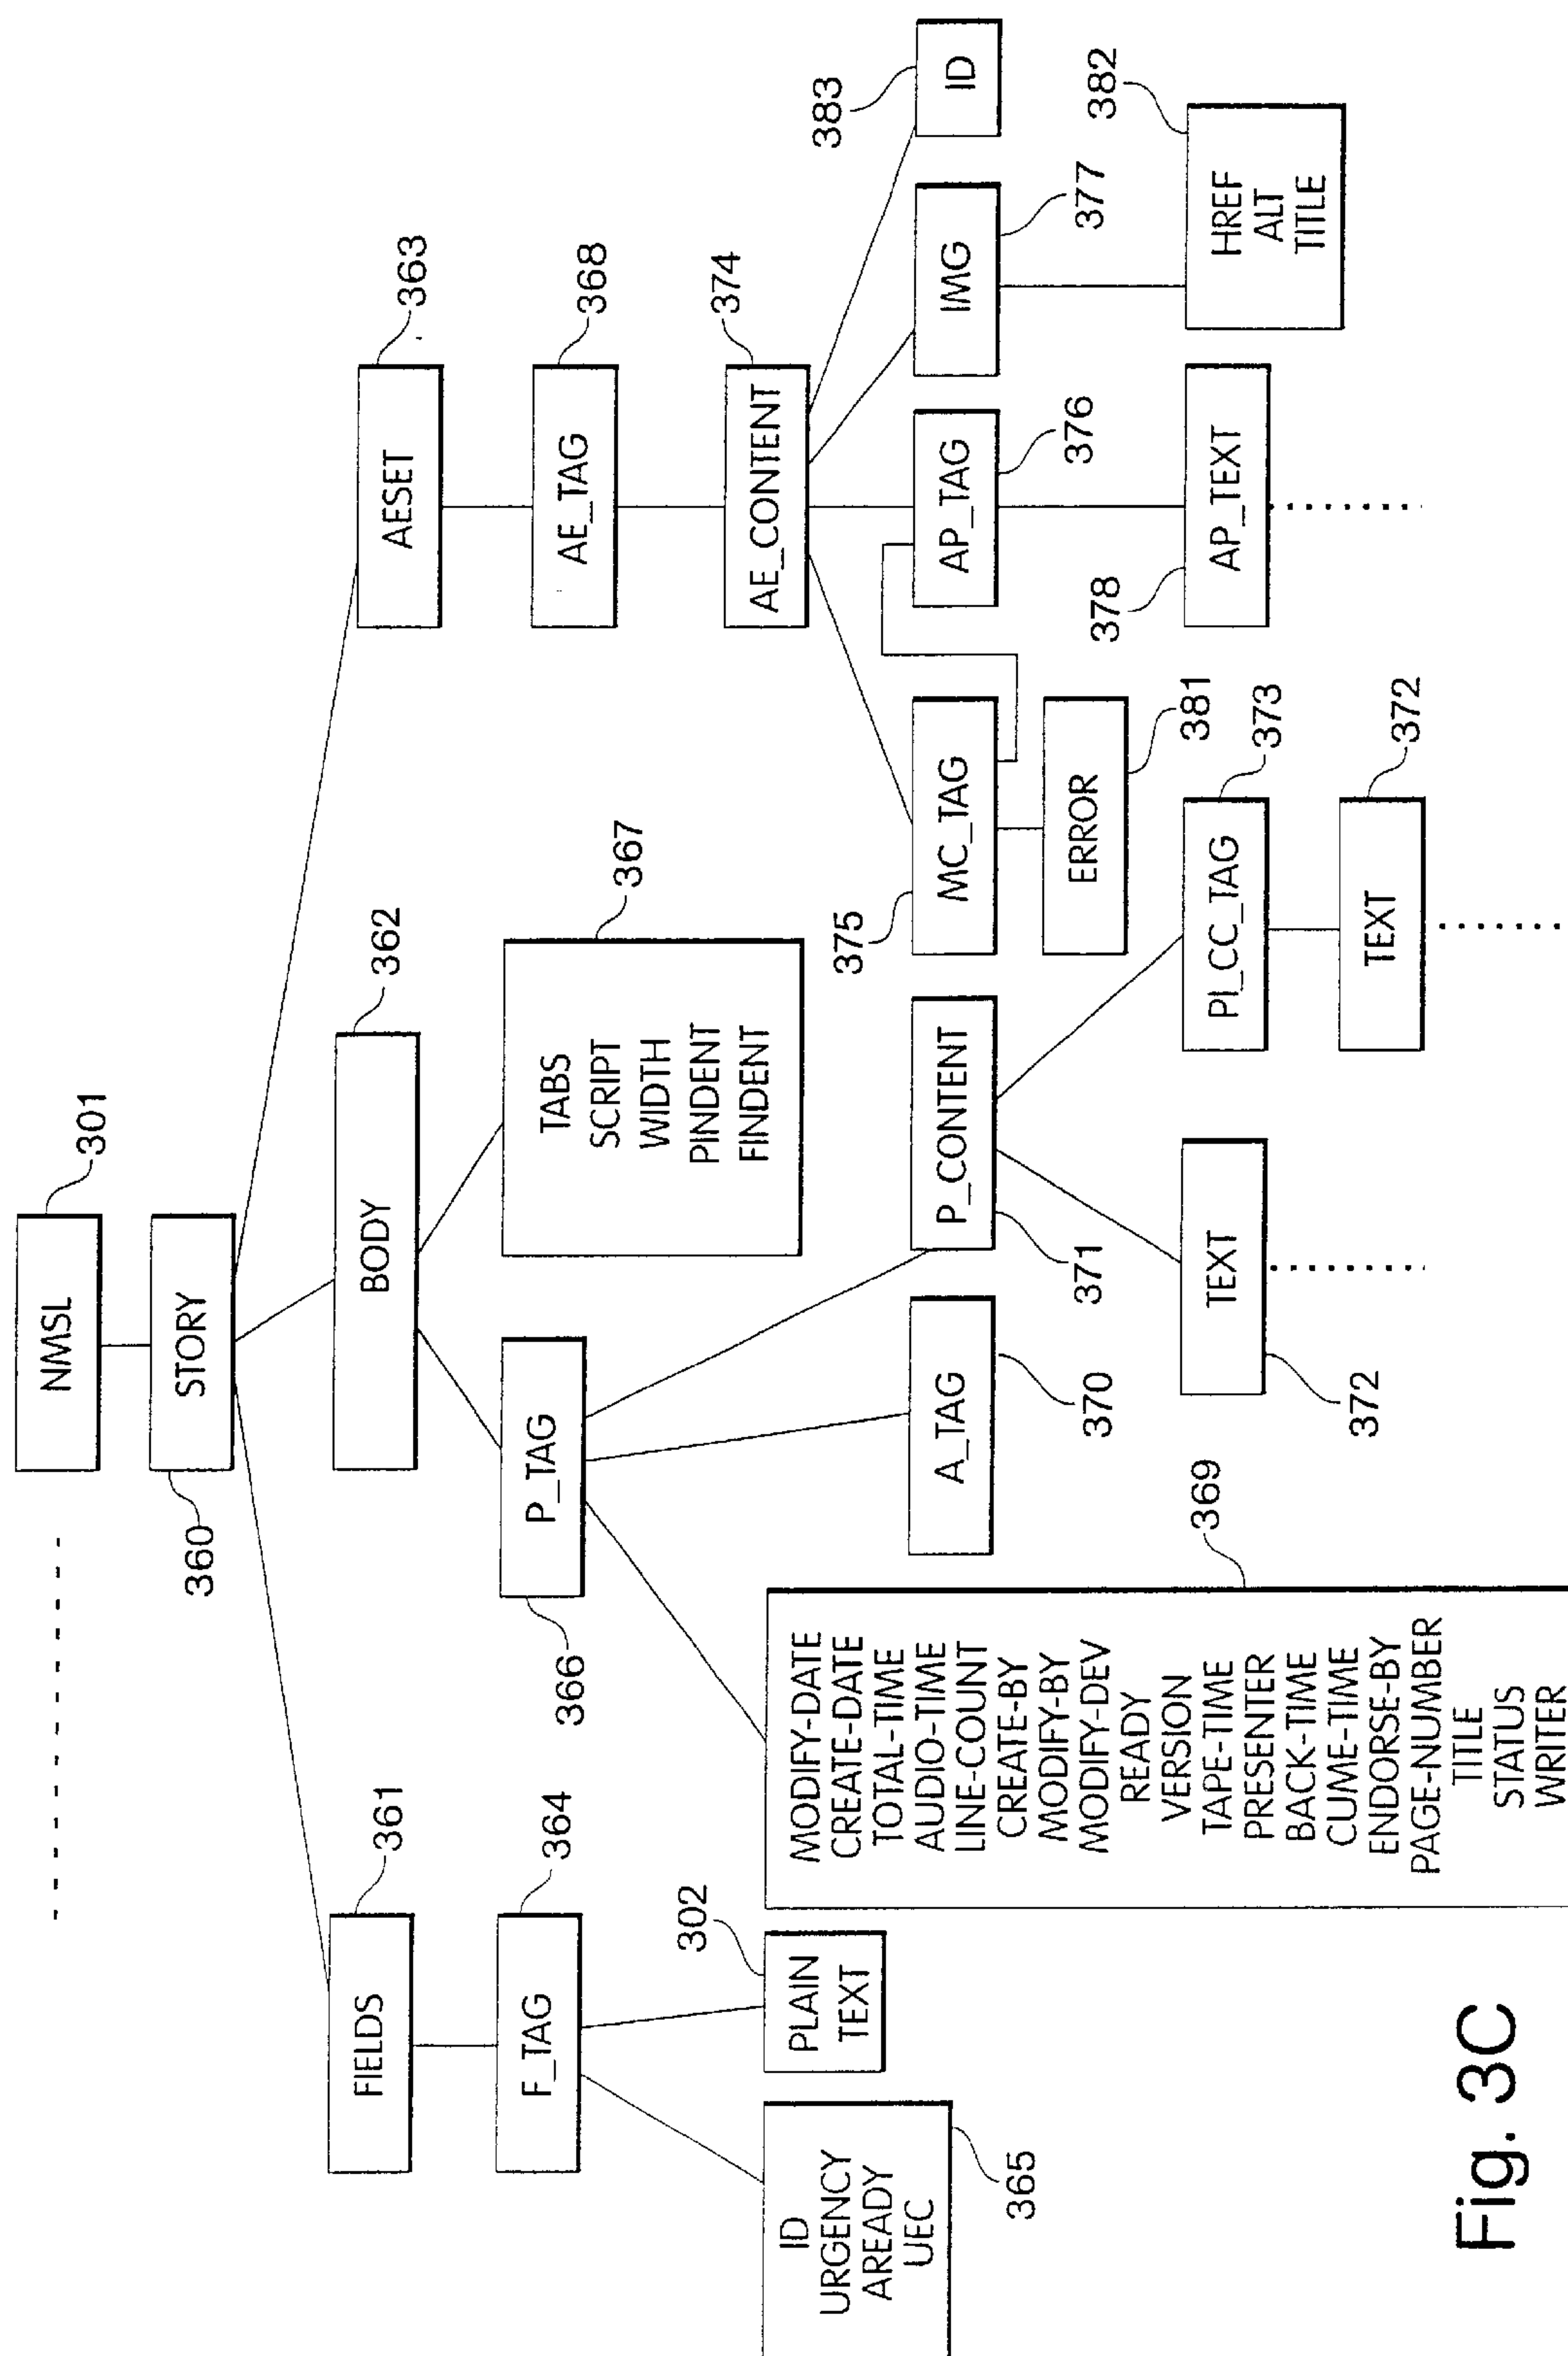 NMSL
301
STORY
360
FIELDS
361
BODY
362
AESET
363
F_TAG
364
P_TAG
366
TABS
SCRIPT
WIDTH
PINDENT
FINDENT
367
AE_TAG
368
AE_CONTENT
374
ID
URGENCY
AREADY
UEC
365
PLAIN
TEXT
302
MODIFY-DATE
CREATE-DATE
TOTAL-TIME
AUDIO-TIME
LINE-COUNT
CREATE-BY
MODIFY-BY
MODIFY-DEV
READY
VERSION
TAPE-TIME
PRESENTER
BACK-TIME
CUME-TIME
ENDORSE-BY
PAGE-NUMBER
TITLE
STATUS
WRITER
369
A_TAG
370
P_CONTENT
371
MC_TAG
375
AP_TAG
376
IMG
377
ID
383
ERROR
381
TEXT
372
PI_CC_TAG
373
TEXT
372
AP_TEXT
378
HREF
ALT
TITLE
382
Fig. 3C